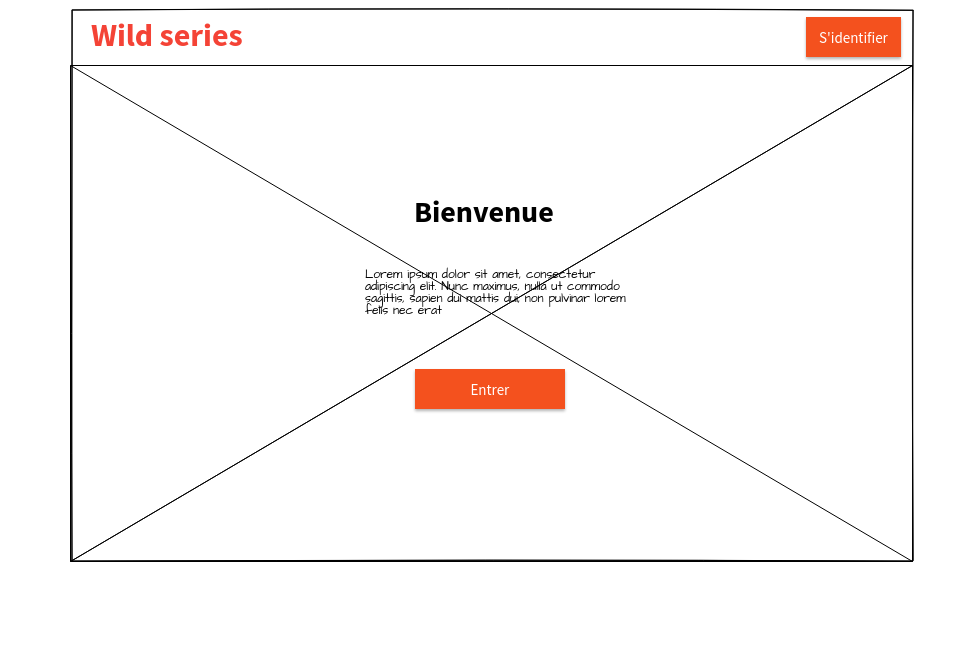 Wild series
S'identifier
Bienvenue
Lorem ipsum dolor sit amet, consectetur
adipiscing elit. Nunc maximus, nulla ut commodo
sagittis, sapien dui mattis dui, non pulvinar lorem
felis nec erat
Entrer